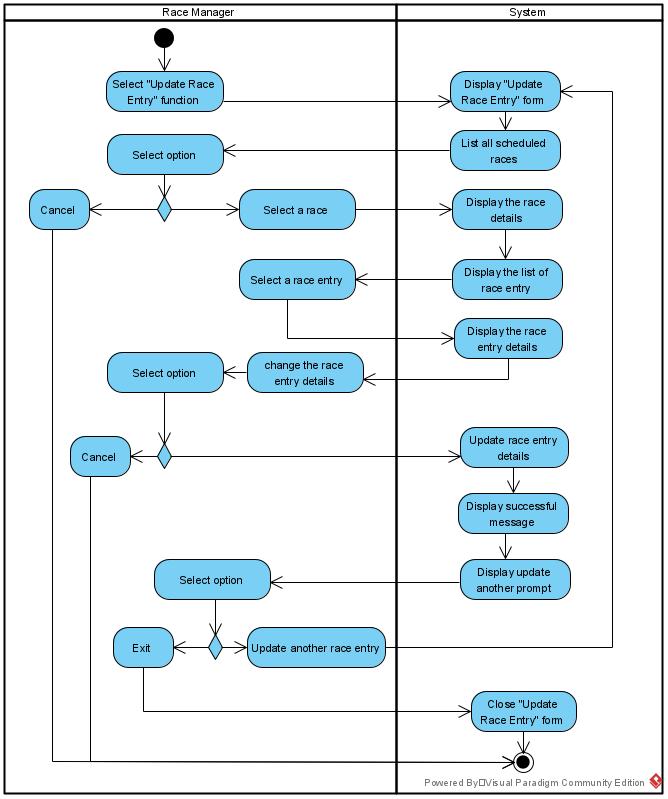 Race Manager
System
Select "Update Race
Entry" function
Display "Update
Race Entry" form
List all scheduled
races
Select option
Cancel
Select a race
Display the race
details
Display the list of
race entry
Select a race entry
Display the race
entry details
change the race
entry details
Select option
Cancel
Update race entry
details
Display successful
message
Display update
another prompt
Select option
Exit
Update another race entry
Close "Update
Race Entry" form
Powered By□Visual Paradigm Community Edition